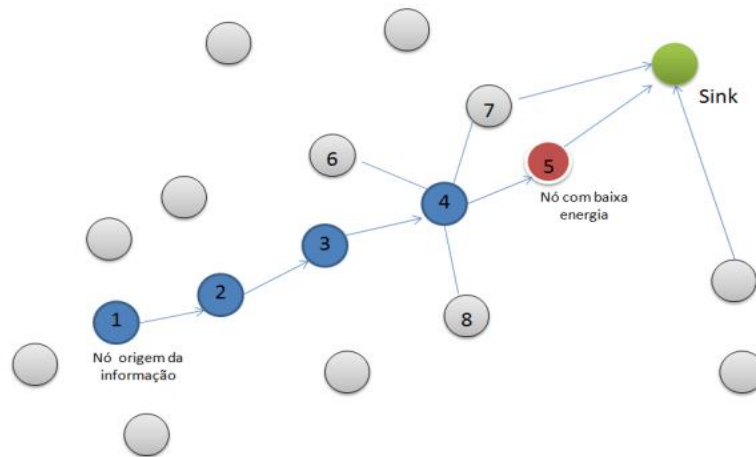 7
Sink
6
5
4
Nó com baixa
energia
3
2
8
1
Nó origem da
informação